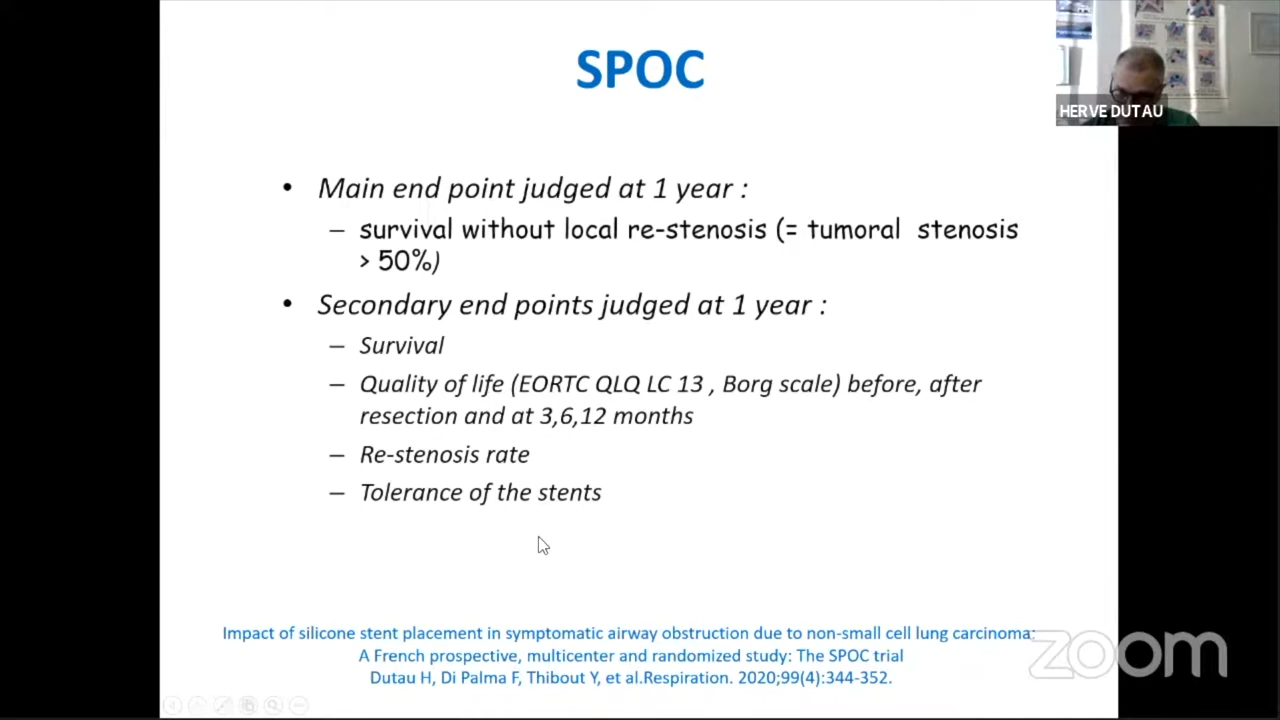 SPOC
HERVE DUTAU
• Main end point judged at 1 year :
– survival without local re-stenosis (= tumoral stenosis
> 50%)
• Secondary end points judged at 1 year :
– Survival
– Quality of life (EORTC QLQ LC 13 , Borg scale) before, after
resection and at 3,6,12 months
– Re-stenosis rate
– Tolerance of the stents
Impact of silicone stent placement in symptomatic airway obstruction due to non-small cell lung carcinoma:
A French prospective, multicenter and randomized study: The SPOC trial
Dutau H, Di Palma F, Thibout Y, et al.Respiration. 2020;99(4):344-352.
zoom